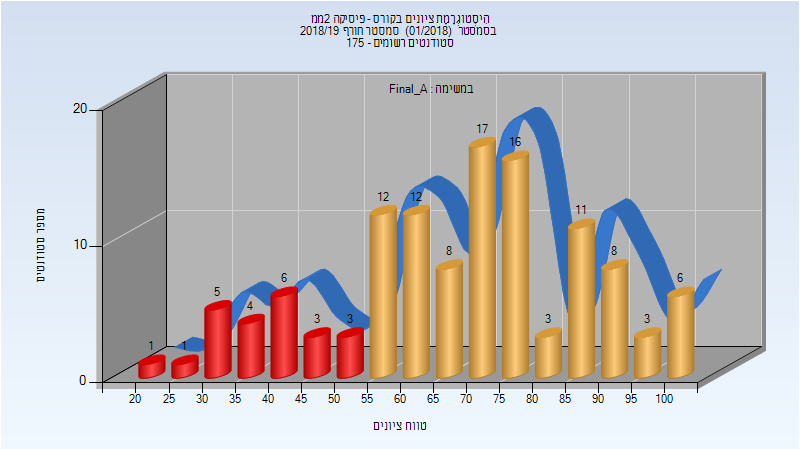 היסטוגרמת ציונים בקורס - פיסיקה 2ממ
בסמסטר (01/2018) סמסטר חורף 2018/19
סטודנטים רשומים - 175
במשימה : Final_A
מספר סטודנטים
20
10
0
1 1 5 4 6 3 3 12 12 8 17 16 3 11 8 3 6
20 25 30 35 40 45 50 55 60 65 70 75 80 85 90 95 100
טווח ציונים